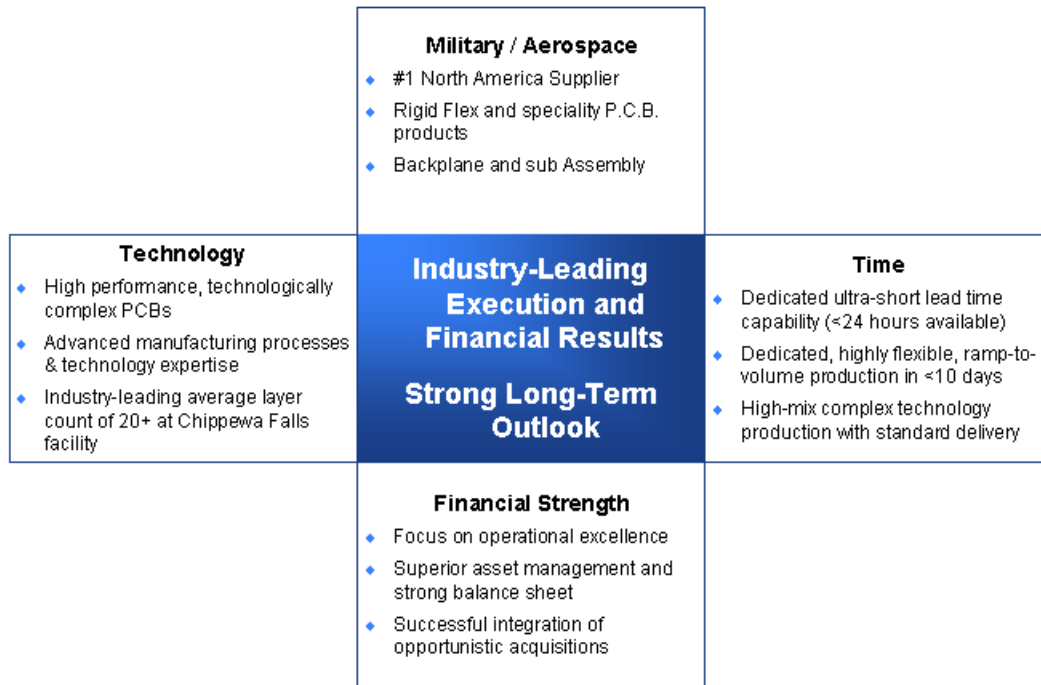 Military / Aerospace
#1 North America Supplier
Rigid Flex and speciality P.C.B.
products
Backplane and sub Assembly
Technology
High performance, technologically
complex PCBs
Advanced manufacturing processes
& technology expertise
Industry-leading average layer
count of 20+ at Chippewa Falls
facility
Industry-Leading
Execution and
Financial Results
Strong Long-Term
Outlook
Time
Dedicated ultra-short lead time
capability (<24 hours available)
Dedicated, highly flexible, ramp-to-
volume production in <10 days
High-mix complex technology
production with standard delivery
Financial Strength
Focus on operational excellence
Superior asset management and
strong balance sheet
Successful integration of
opportunistic acquisitions